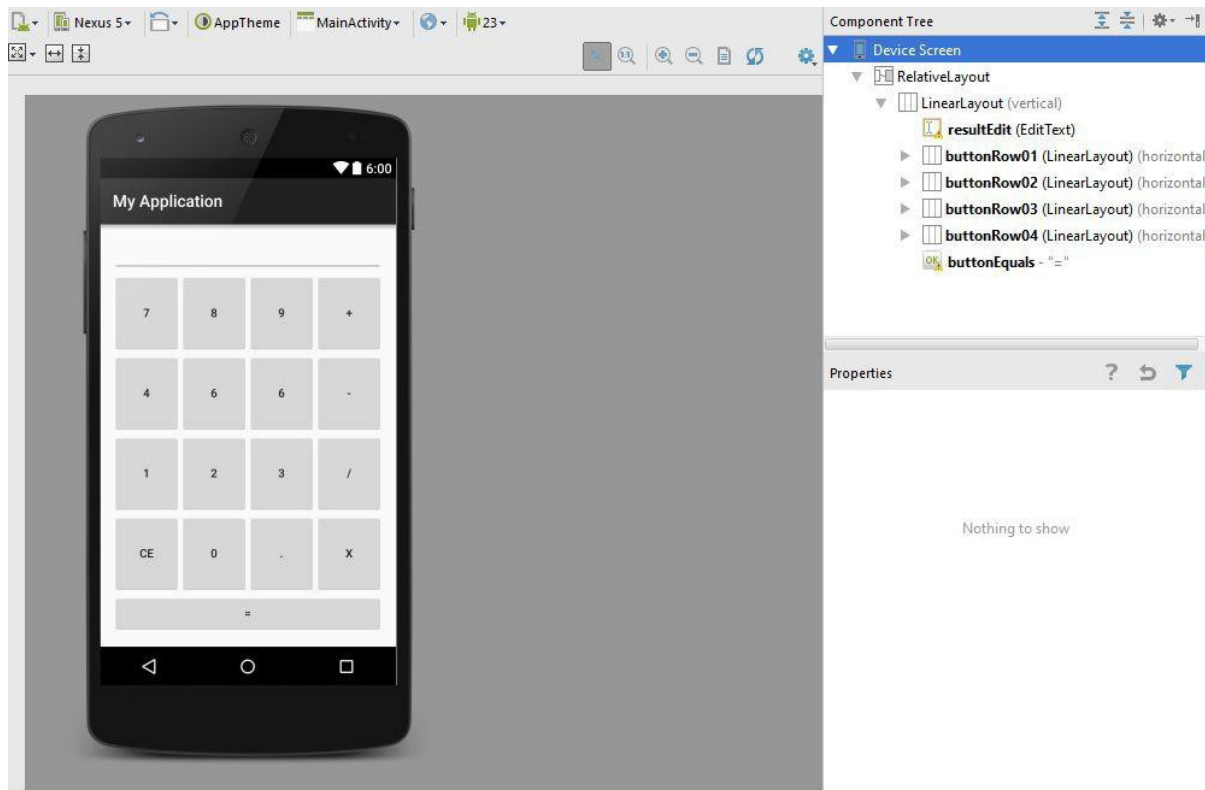 Nexus 5 AppTheme MainActivity 23
Component Tree
Device Screen
RelativeLayout
LinearLayout (vertical)
resultEdit (EditText)
buttonRow01 (LinearLayout) (horizontal
buttonRow02 (LinearLayout) (horizontal
buttonRow03 (LinearLayout) (horizontal
buttonRow04 (LinearLayout) (horizontal
OK buttonEquals - "="
6:00
My Application
7 8 9 +
4 6 6 -
1 2 3 /
CE 0 . X
=
Properties ?
Nothing to show